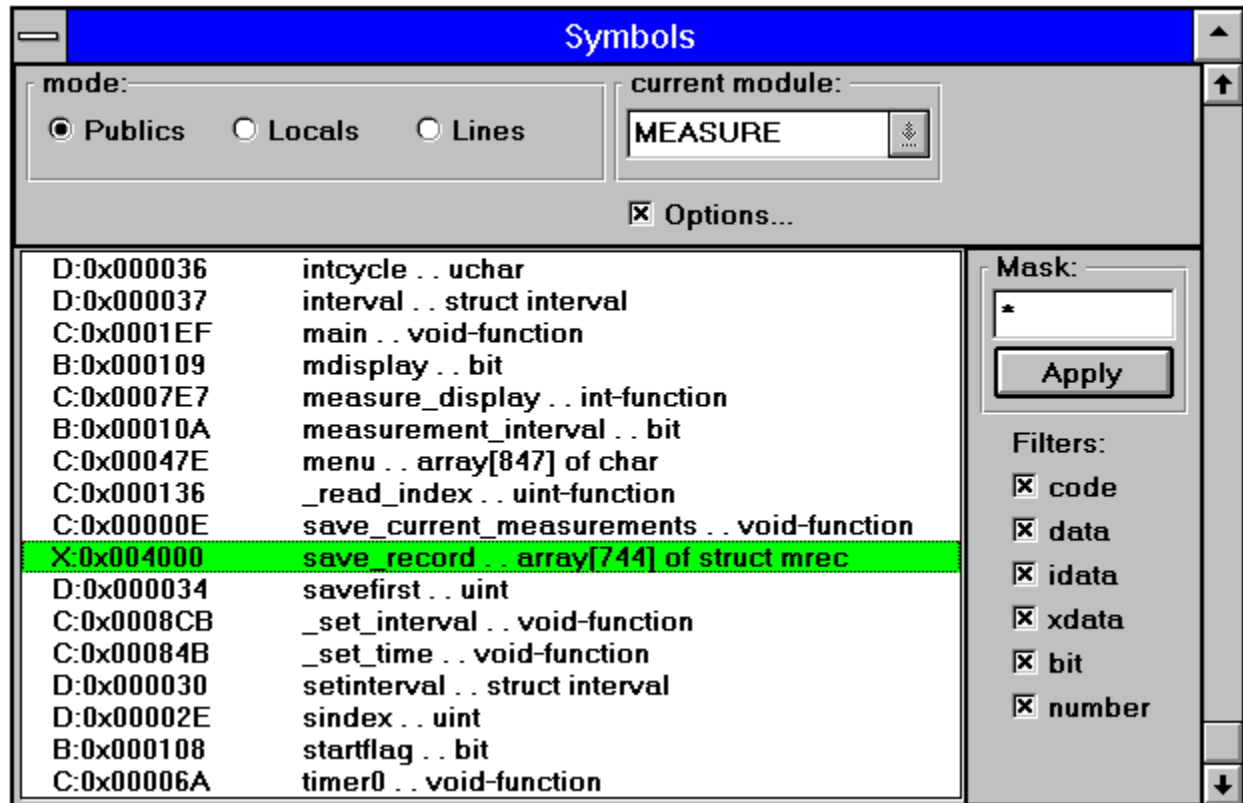 Symbols
mode:
Publics Locals Lines
current module:
MEASURE
Options...
D:0x000036 intcycle . . uchar
D:0x000037 interval . . struct interval
C:0x0001EF main . . void-function
B:0x000109 mdisplay . . bit
C:0x0007E7 measure_display . . int-function
B:0x00010A measurement_interval . . bit
C:0x00047E menu . . array[847] of char
C:0x000136 _read_index . . uint-function
C:0x00000E save_current_measurements . . void-function
X:0x004000 save_record . . array[744] of struct mrec
D:0x000034 savefirst . . uint
C:0x0008CB _set_interval . . void-function
C:0x00084B _set_time . . void-function
D:0x000030 setinterval . . struct interval
D:0x00002E sindex . . uint
B:0x000108 startflag . . bit
C:0x00006A timer0 . . void-function
Mask:
*
Apply
Filters:
code
data
idata
xdata
bit
number